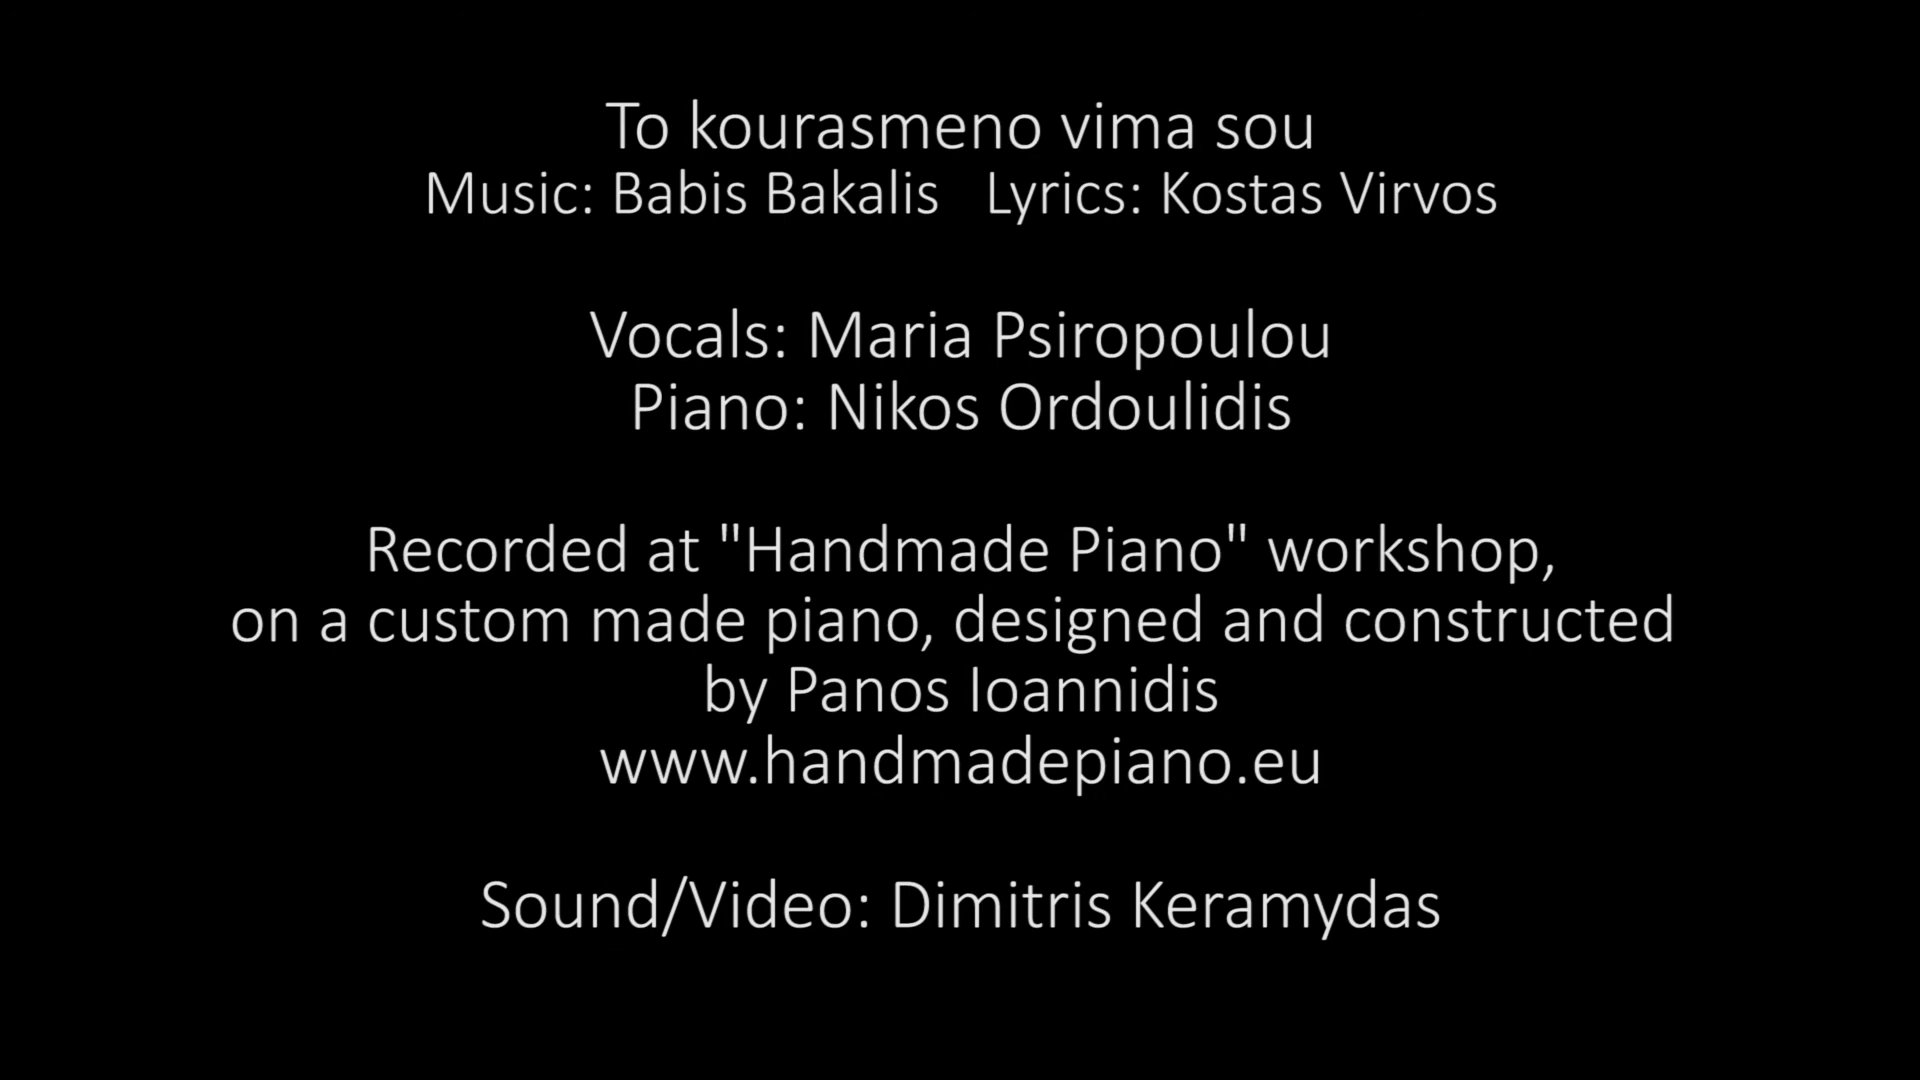 To kourasmeno vima sou
Music: Babis Bakalis   Lyrics: Kostas Virvos
Vocals: Maria Psiropoulou
Piano: Nikos Ordoulidis
Recorded at "Handmade Piano" workshop,
on a custom made piano, designed and constructed
by Panos Ioannidis
www.handmadepiano.eu
Sound/Video: Dimitris Keramydas